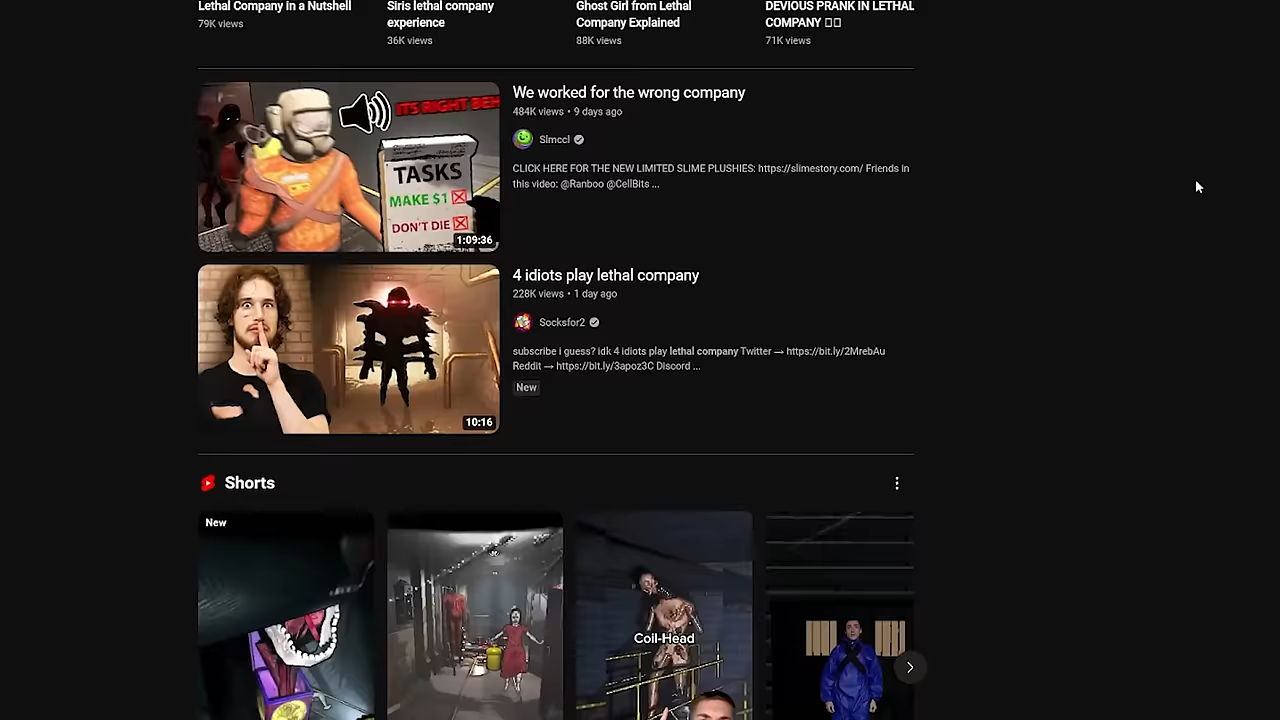 Lethal Company in a Nutshell
79K views
Siris lethal company
experience
36K views
Ghost Girl from Lethal
Company Explained
88K views
DEVIOUS PRANK IN LETHAL
COMPANY
71K views
ITS RIGHT BEH
TASKS
MAKE $1
DON'T DIE
1:09:36
We worked for the wrong company
484K views • 9 days ago
Slmccl
CLICK HERE FOR THE NEW LIMITED SLIME PLUSHIES: https://slimestory.com/ Friends in
this video: @Ranboo @CellBits ...
10:16
4 idiots play lethal company
228K views • 1 day ago
Socksfor2
subscribe i guess? idk 4 idiots play lethal company Twitter → https://bit.ly/2MrebAu
Reddit → https://bit.ly/3apoz3C Discord ...
New
Shorts
New
Coil-Head